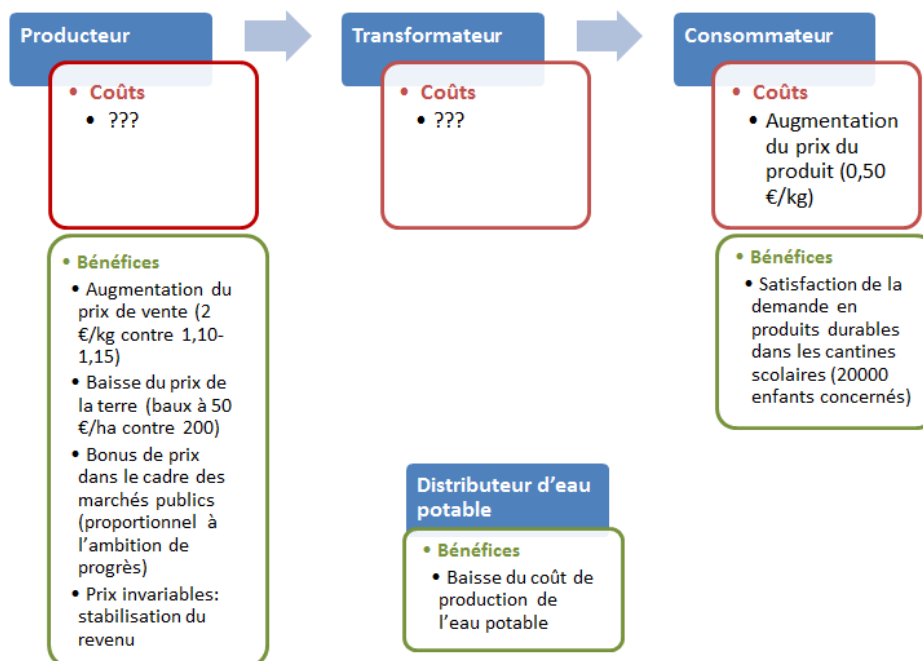 Producteur
• Coûts
• ???
• Bénéfices
• Augmentation du
prix de vente (2
€/kg contre 1,10-
1,15)
• Baisse du prix de
la terre (baux à 50
€/ha contre 200)
• Bonus de prix
dans le cadre des
marchés publics
(proportionnel à
l’ambition de
progrès)
• Prix invariables:
stabilisation du
revenu
Transformateur
• Coûts
• ???
Consommateur
• Coûts
• Augmentation
du prix du
produit (0,50
€/kg)
• Bénéfices
• Satisfaction de la
demande en
produits durables
dans les cantines
scolaires (20000
enfants concernés)
Distributeur d’eau
potable
• Bénéfices
• Baisse du coût de
production de
l’eau potable